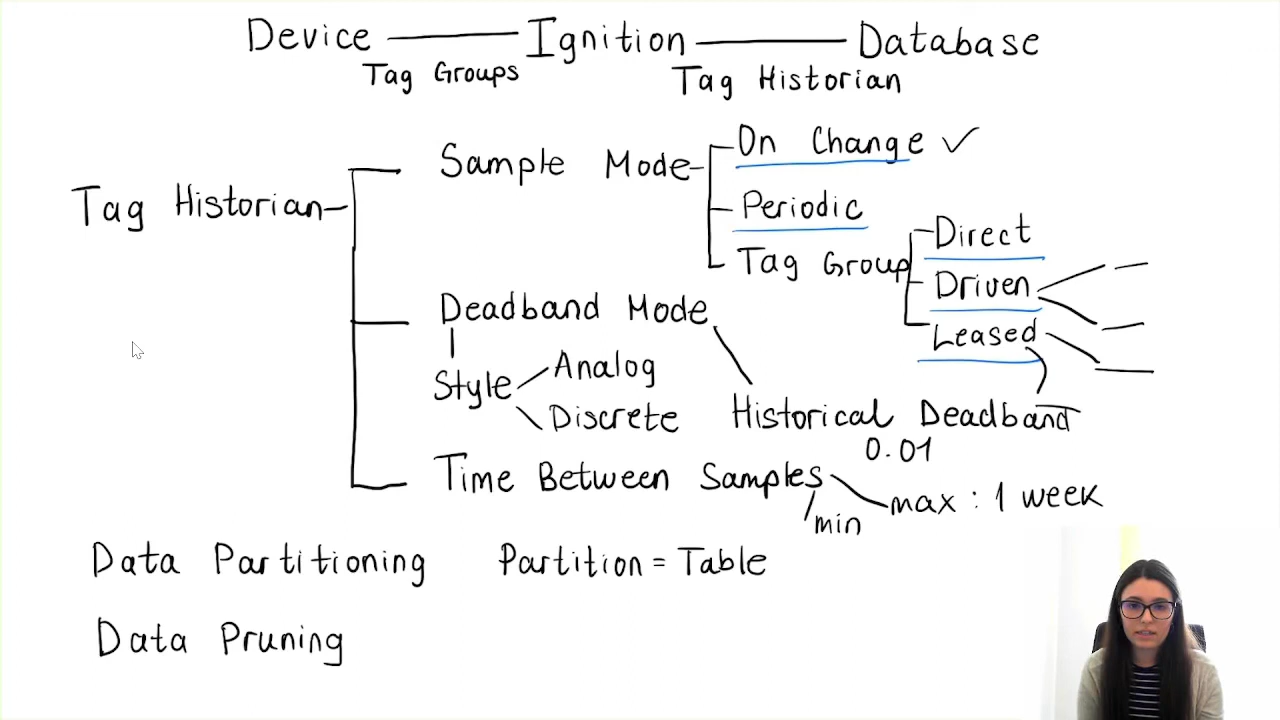 Device Ignition Database
Tag Groups Tag Historian
On Change ✓
Sample Mode
Periodic
Tag Historian
Direct
Tag Group
Driven
Deadband Mode
Leased
Analog
Style
Discrete
Historical Deadband
0.01
Time Between Samples
max : 1 week
min
Data Partitioning Partition = Table
Data Pruning